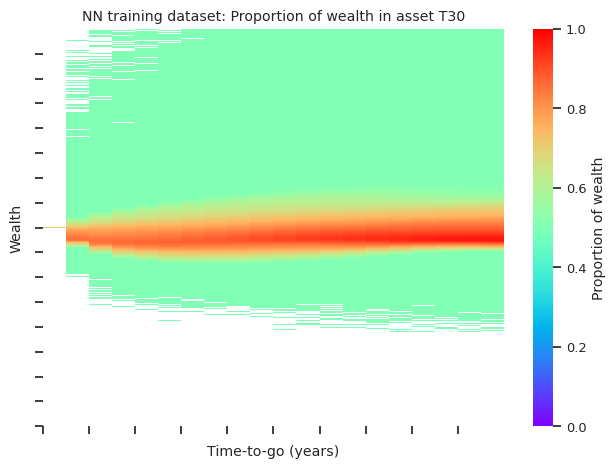 NN training dataset: Proportion of wealth in asset T30
Wealth
Time-to-go (years)
1.0
0.8
0.6
0.4
0.2
0.0
Proportion of wealth